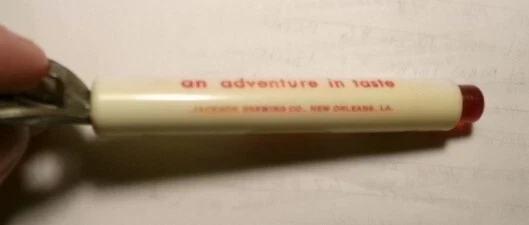 an adventure in taste
JACKSON BREWING CO., NEW ORLEANS, LA.